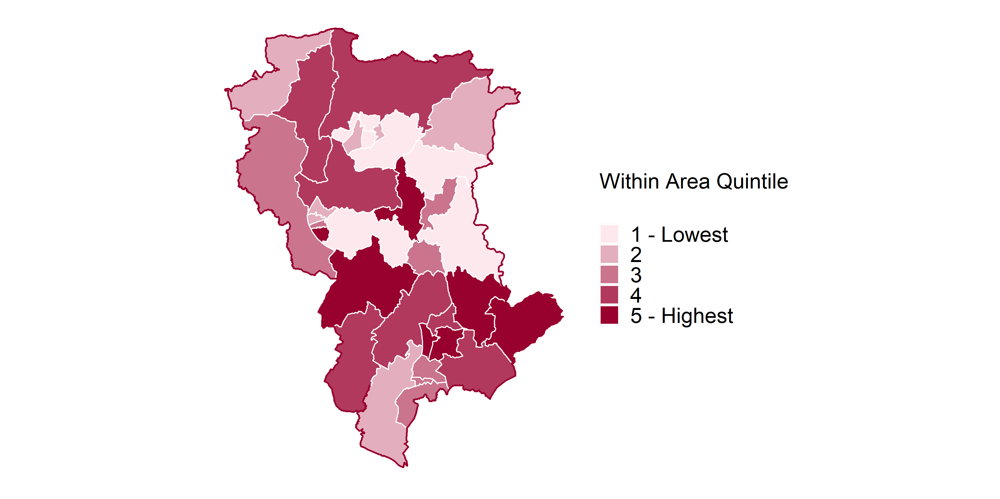 Within Area Quintile
1 - Lowest
2
3
4
5 - Highest